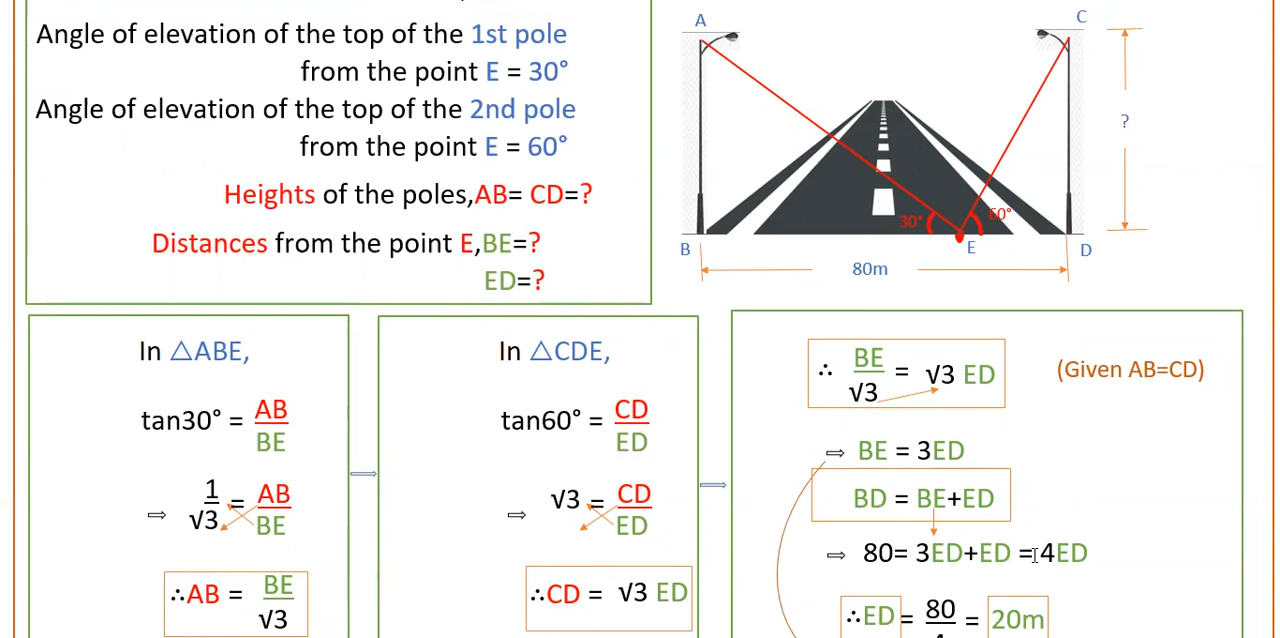 Angle of elevation of the top of the 1st pole
from the point E = 30°
Angle of elevation of the top of the 2nd pole
from the point E = 60°
Heights of the poles,AB= CD=?
Distances from the point E,BE=?
ED=?
A
C
?
30°
60°
B
E
D
80m
In △ABE,
tan30° = AB/BE
⇒ 1/√3 = AB/BE
∴AB = BE/√3
In △CDE,
tan60° = CD/ED
⇒ √3 = CD/ED
∴CD = √3 ED
∴ BE/√3 = √3 ED (Given AB=CD)
⇒ BE = 3ED
BD = BE+ED
⇒ 80= 3ED+ED =4ED
∴ED = 80/4 = 20m